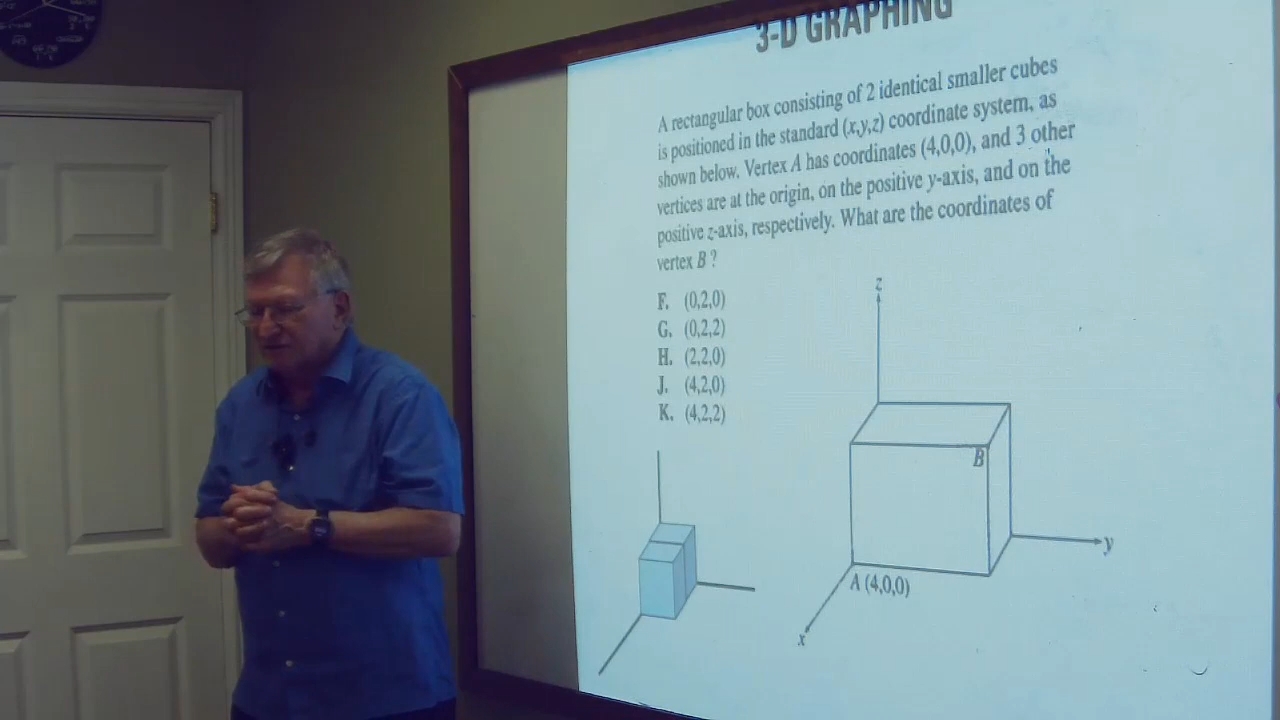 3-D GRAPHING
A rectangular box consisting of 2 identical smaller cubes
is positioned in the standard (x,y,z) coordinate system, as
shown below. Vertex A has coordinates (4,0,0), and 3 other
vertices are at the origin, on the positive y-axis, and on the
positive z-axis, respectively. What are the coordinates of
vertex B ?
F. (0,2,0)
G. (0,2,2)
H. (2,2,0)
J. (4,2,0)
K. (4,2,2)
z
B
y
A (4,0,0)
x